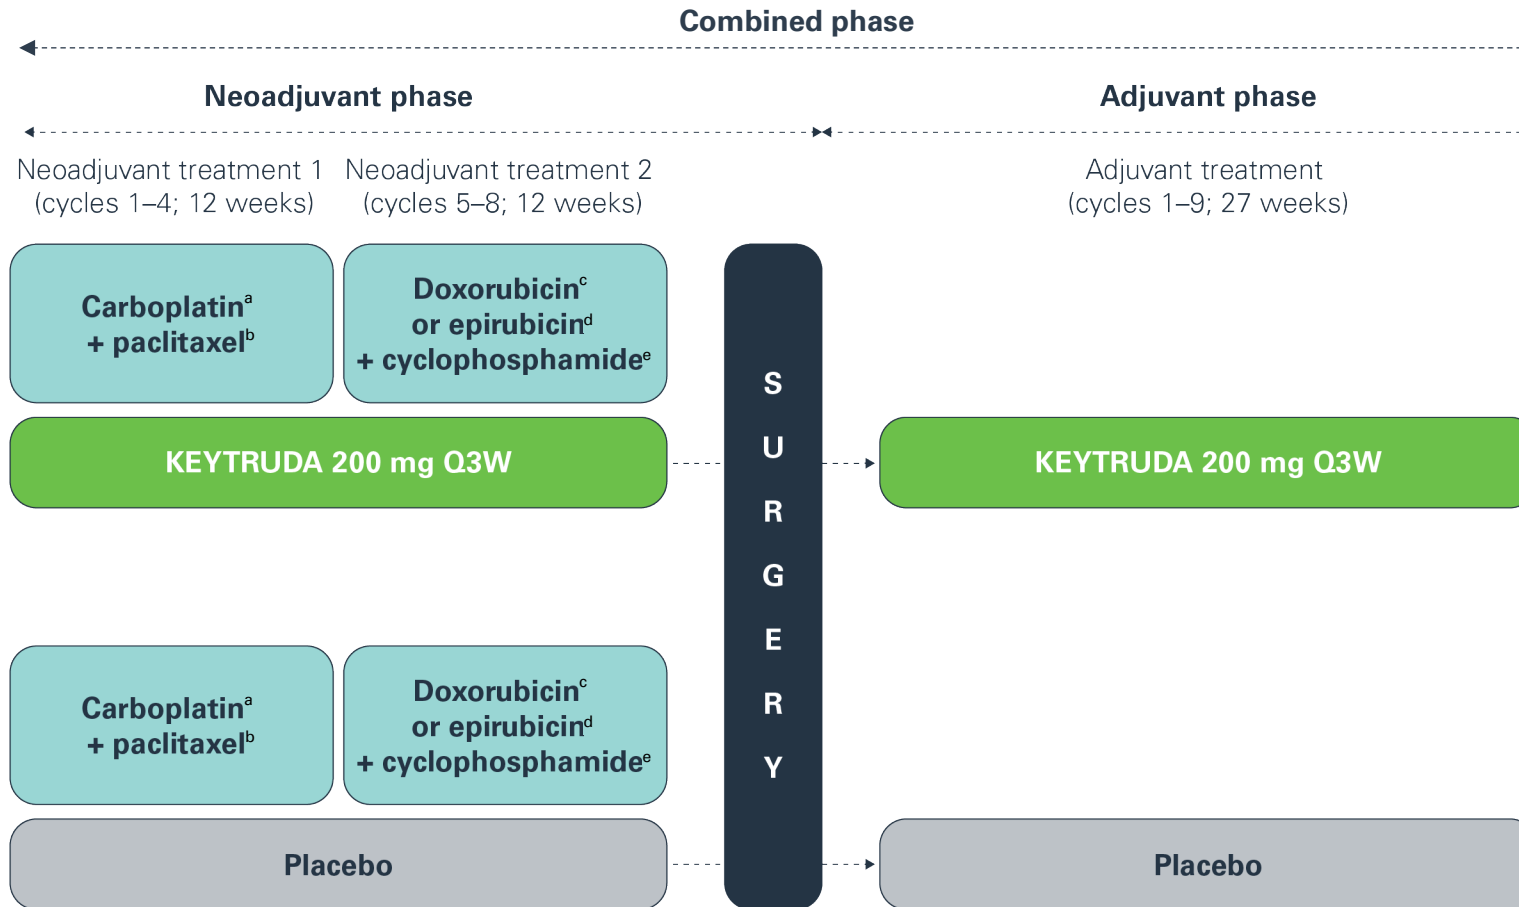 Combined phase
Neoadjuvant phase
Adjuvant phase
Neoadjuvant treatment 1
(cycles 1–4; 12 weeks)
Neoadjuvant treatment 2
(cycles 5–8; 12 weeks)
Adjuvant treatment
(cycles 1–9; 27 weeks)
Carboplatinᵃ
+ paclitaxelᵇ
Doxorubicinᶜ
or epirubicinᵈ
+ cyclophosphamideᵉ
KEYTRUDA 200 mg Q3W
S
U
R
G
E
R
Y
KEYTRUDA 200 mg Q3W
Carboplatinᵃ
+ paclitaxelᵇ
Doxorubicinᶜ
or epirubicinᵈ
+ cyclophosphamideᵉ
Placebo
Placebo